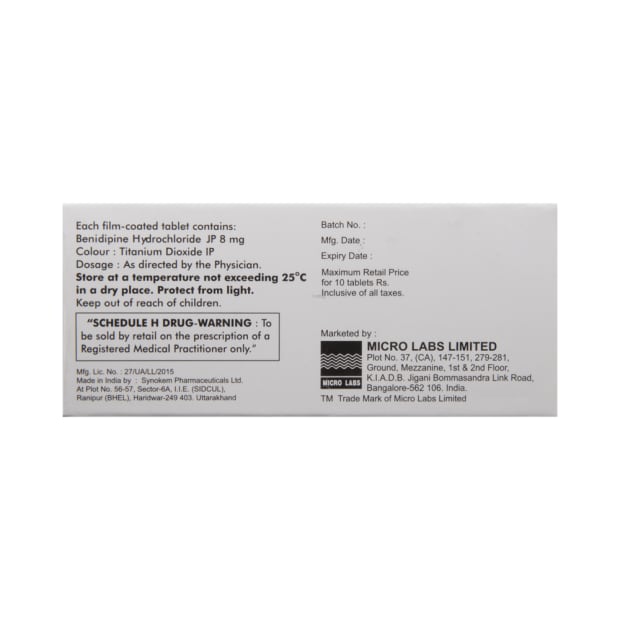 Each film-coated tablet contains:
Benidipine Hydrochloride JP 8 mg
Colour : Titanium Dioxide IP
Dosage : As directed by the Physician.
Store at a temperature not exceeding 25°C
in a dry place. Protect from light.
Keep out of reach of children.
“SCHEDULE H DRUG-WARNING : To
be sold by retail on the prescription of a
Registered Medical Practitioner only.”
Mfg. Lic. No. : 27/UA/LL/2015
Made in India by : Synokem Pharmaceuticals Ltd.
At Plot No. 56-57, Sector-6A, I.I.E. (SIDCUL),
Ranipur (BHEL), Haridwar-249 403. Uttarakhand
Batch No. :
Mfg. Date :
Expiry Date :
Maximum Retail Price
for 10 tablets Rs.
Inclusive of all taxes.
Marketed by :
MICRO LABS
MICRO LABS LIMITED
Plot No. 37, (CA), 147-151, 279-281,
Ground, Mezzanine, 1st & 2nd Floor,
K.I.A.D.B. Jigani Bommasandra Link Road,
Bangalore-562 106. India.
TM Trade Mark of Micro Labs Limited